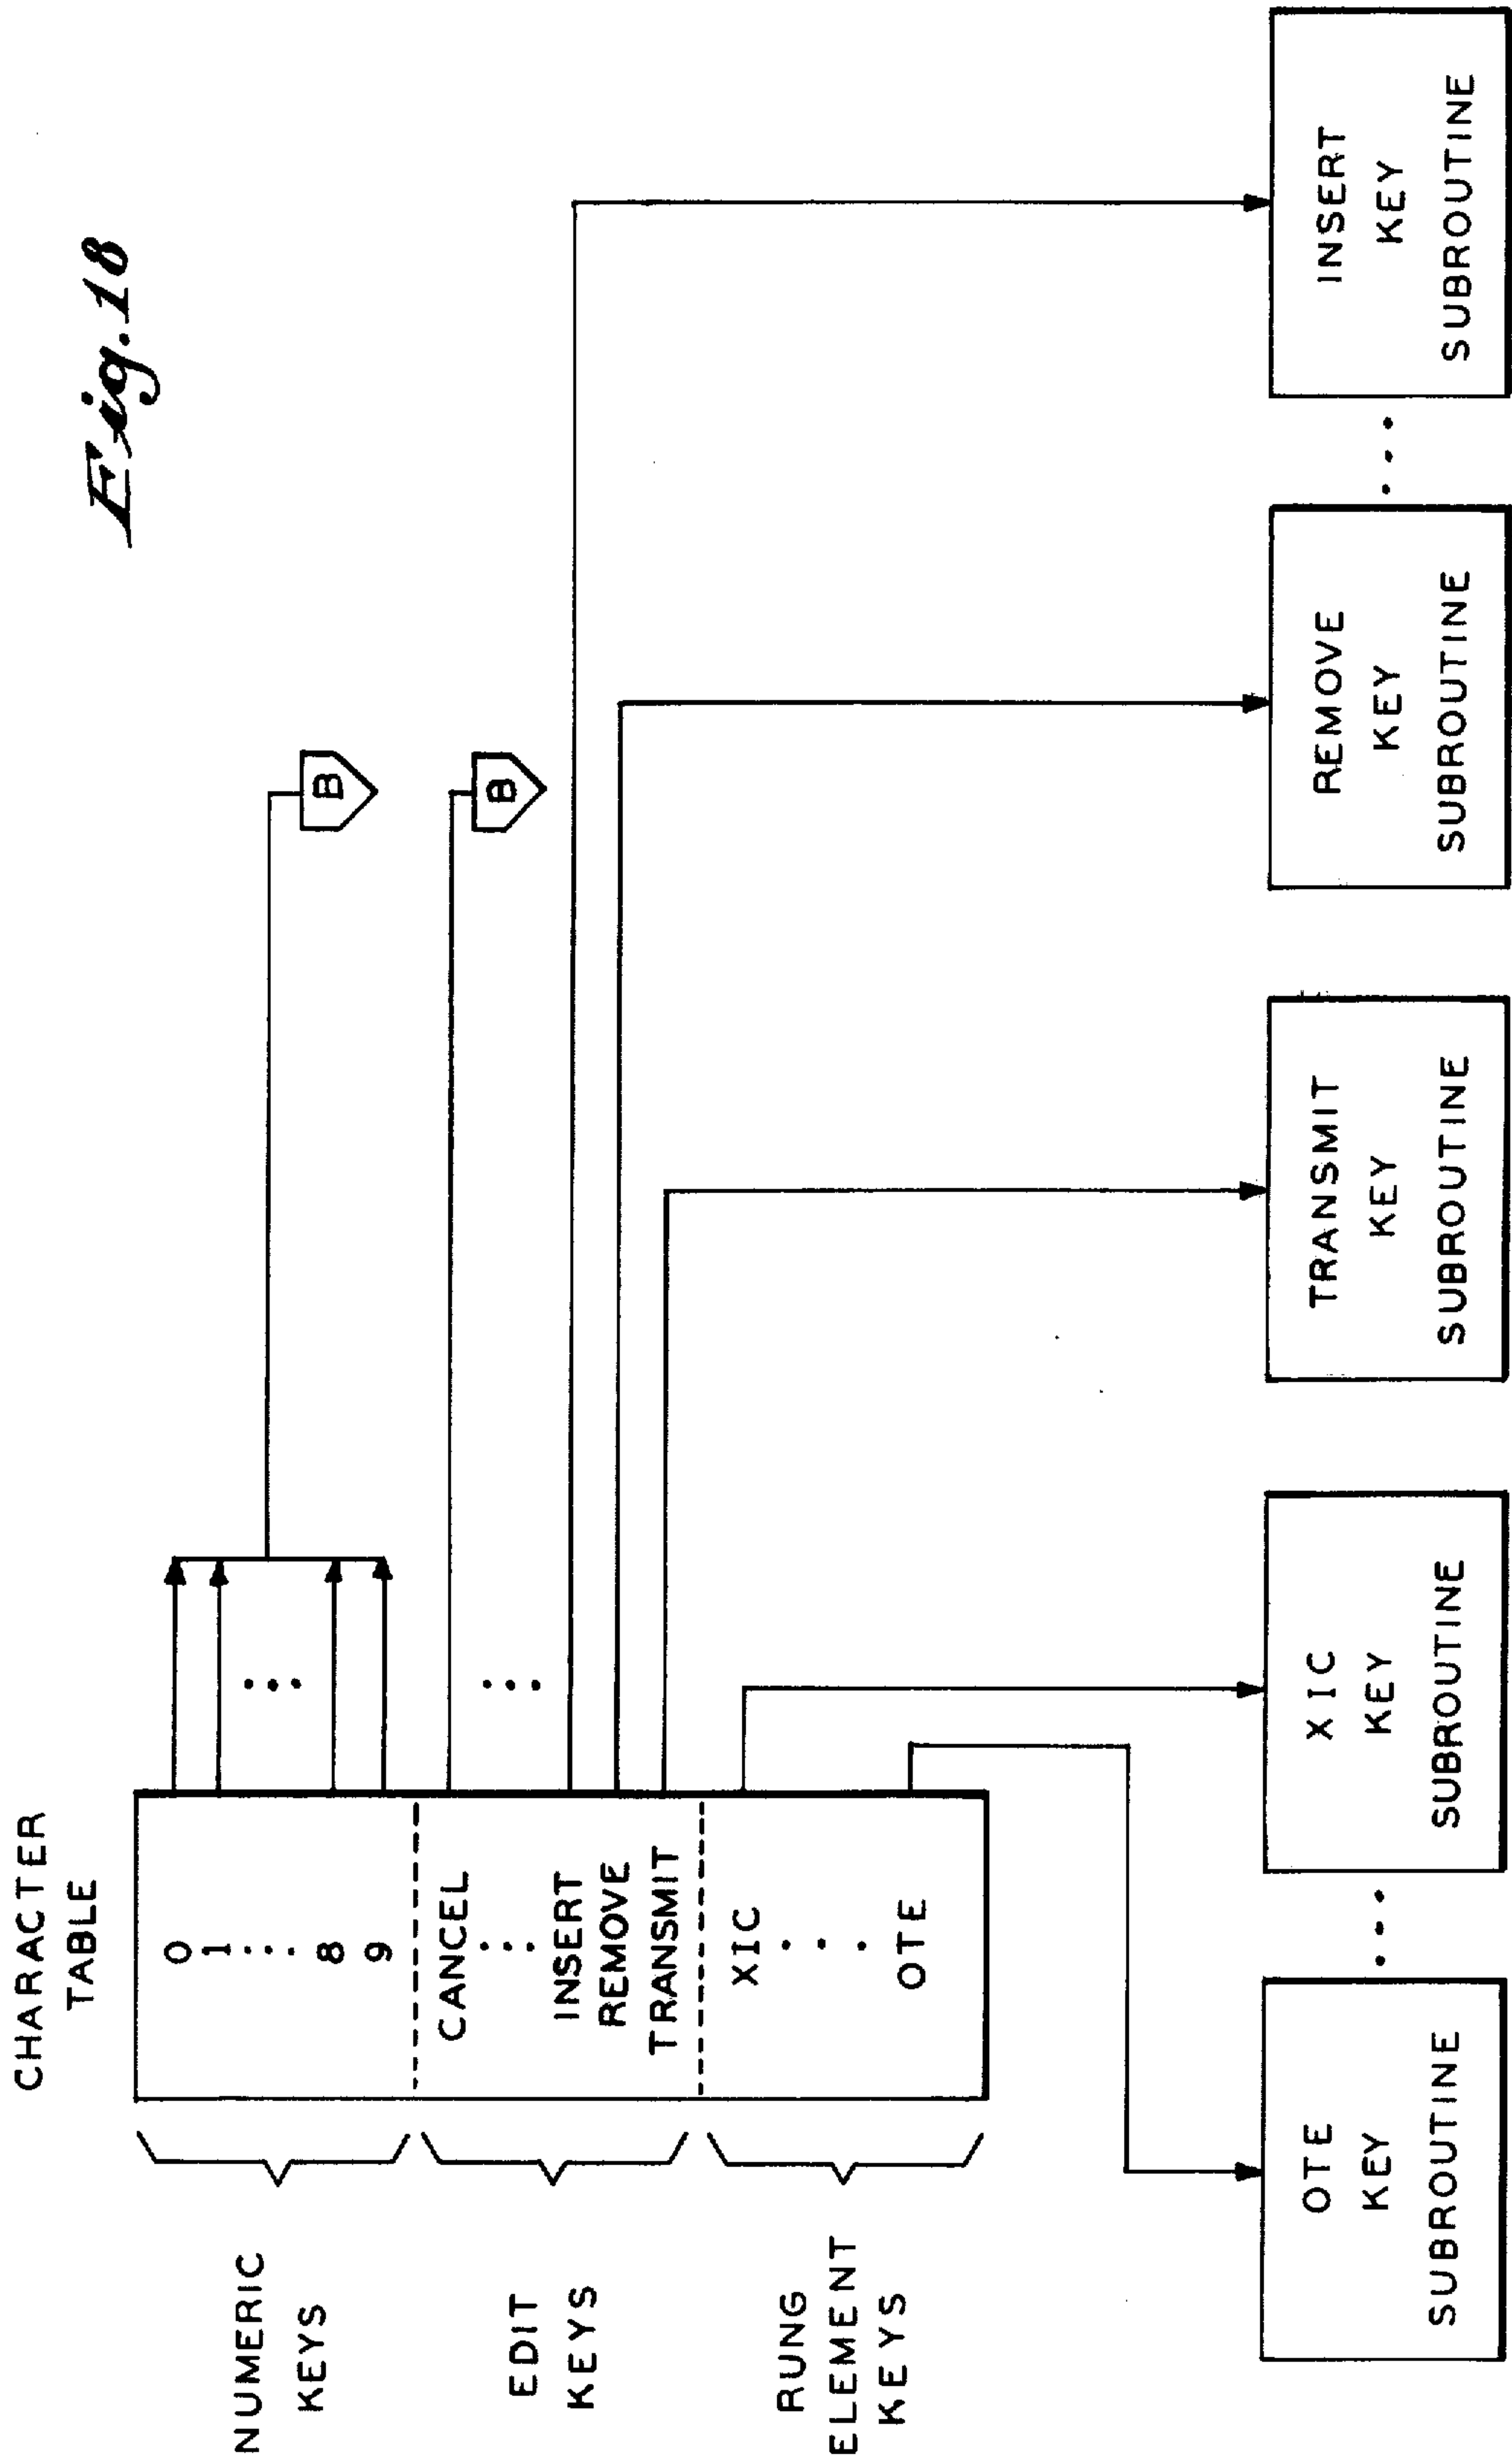 Fig. 18
CHARACTER
TABLE
NUMERIC
KEYS
0
1
⋮
8
9
B
EDIT
KEYS
CANCEL
⋮
INSERT
REMOVE
TRANSMIT
B
RUNG
ELEMENT
KEYS
XIC
⋮
OTE
OTE
KEY
SUBROUTINE
...
XIC
KEY
SUBROUTINE
TRANSMIT
KEY
SUBROUTINE
REMOVE
KEY
SUBROUTINE
...
INSERT
KEY
SUBROUTINE